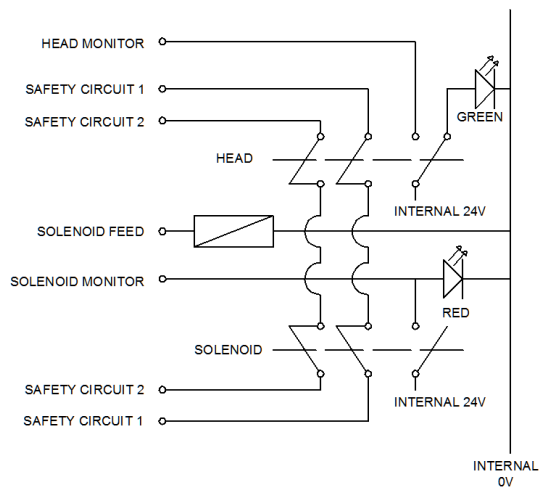 HEAD MONITOR
SAFETY CIRCUIT 1
GREEN
SAFETY CIRCUIT 2
HEAD
INTERNAL 24V
SOLENOID FEED
SOLENOID MONITOR
RED
SOLENOID
SAFETY CIRCUIT 2
INTERNAL 24V
SAFETY CIRCUIT 1
INTERNAL
0V